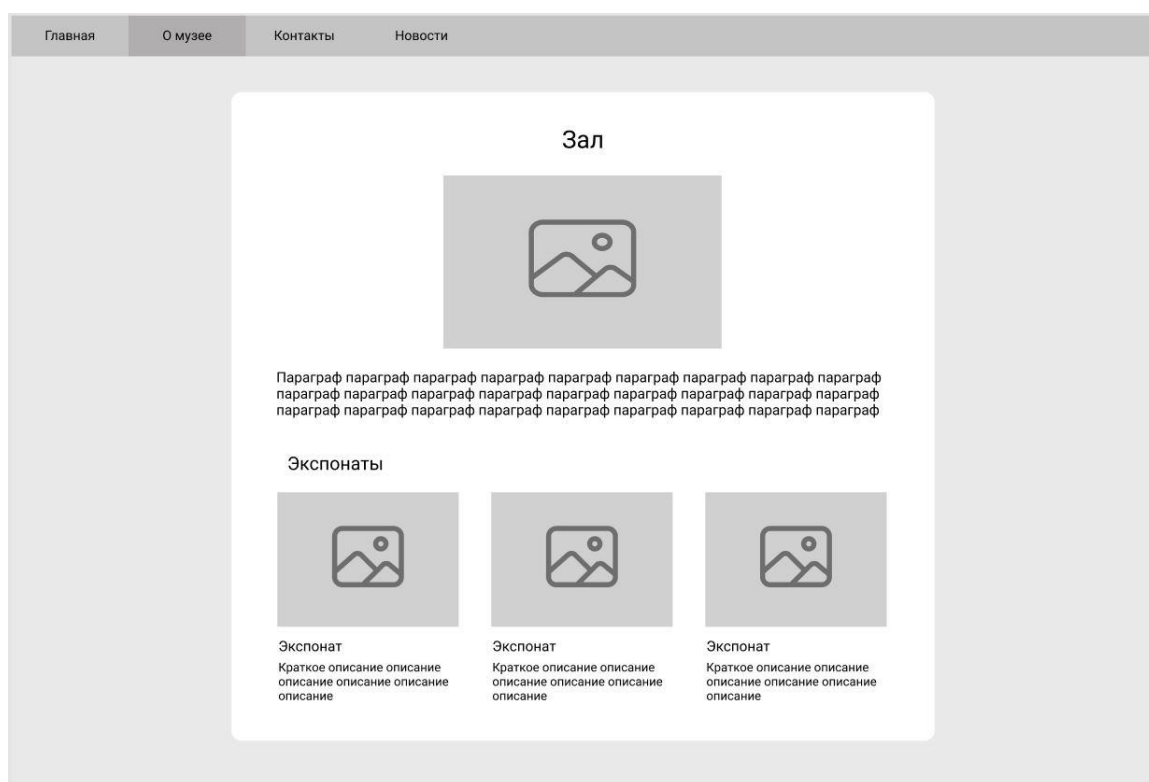 Главная О музее Контакты Новости
Зал
Параграф параграф параграф параграф параграф параграф параграф параграф параграф
параграф параграф параграф параграф параграф параграф параграф параграф параграф
параграф параграф параграф параграф параграф параграф параграф параграф параграф
Экспонаты
Экспонат
Краткое описание описание
описание описание описание
описание
Экспонат
Краткое описание описание
описание описание описание
описание
Экспонат
Краткое описание описание
описание описание описание
описание